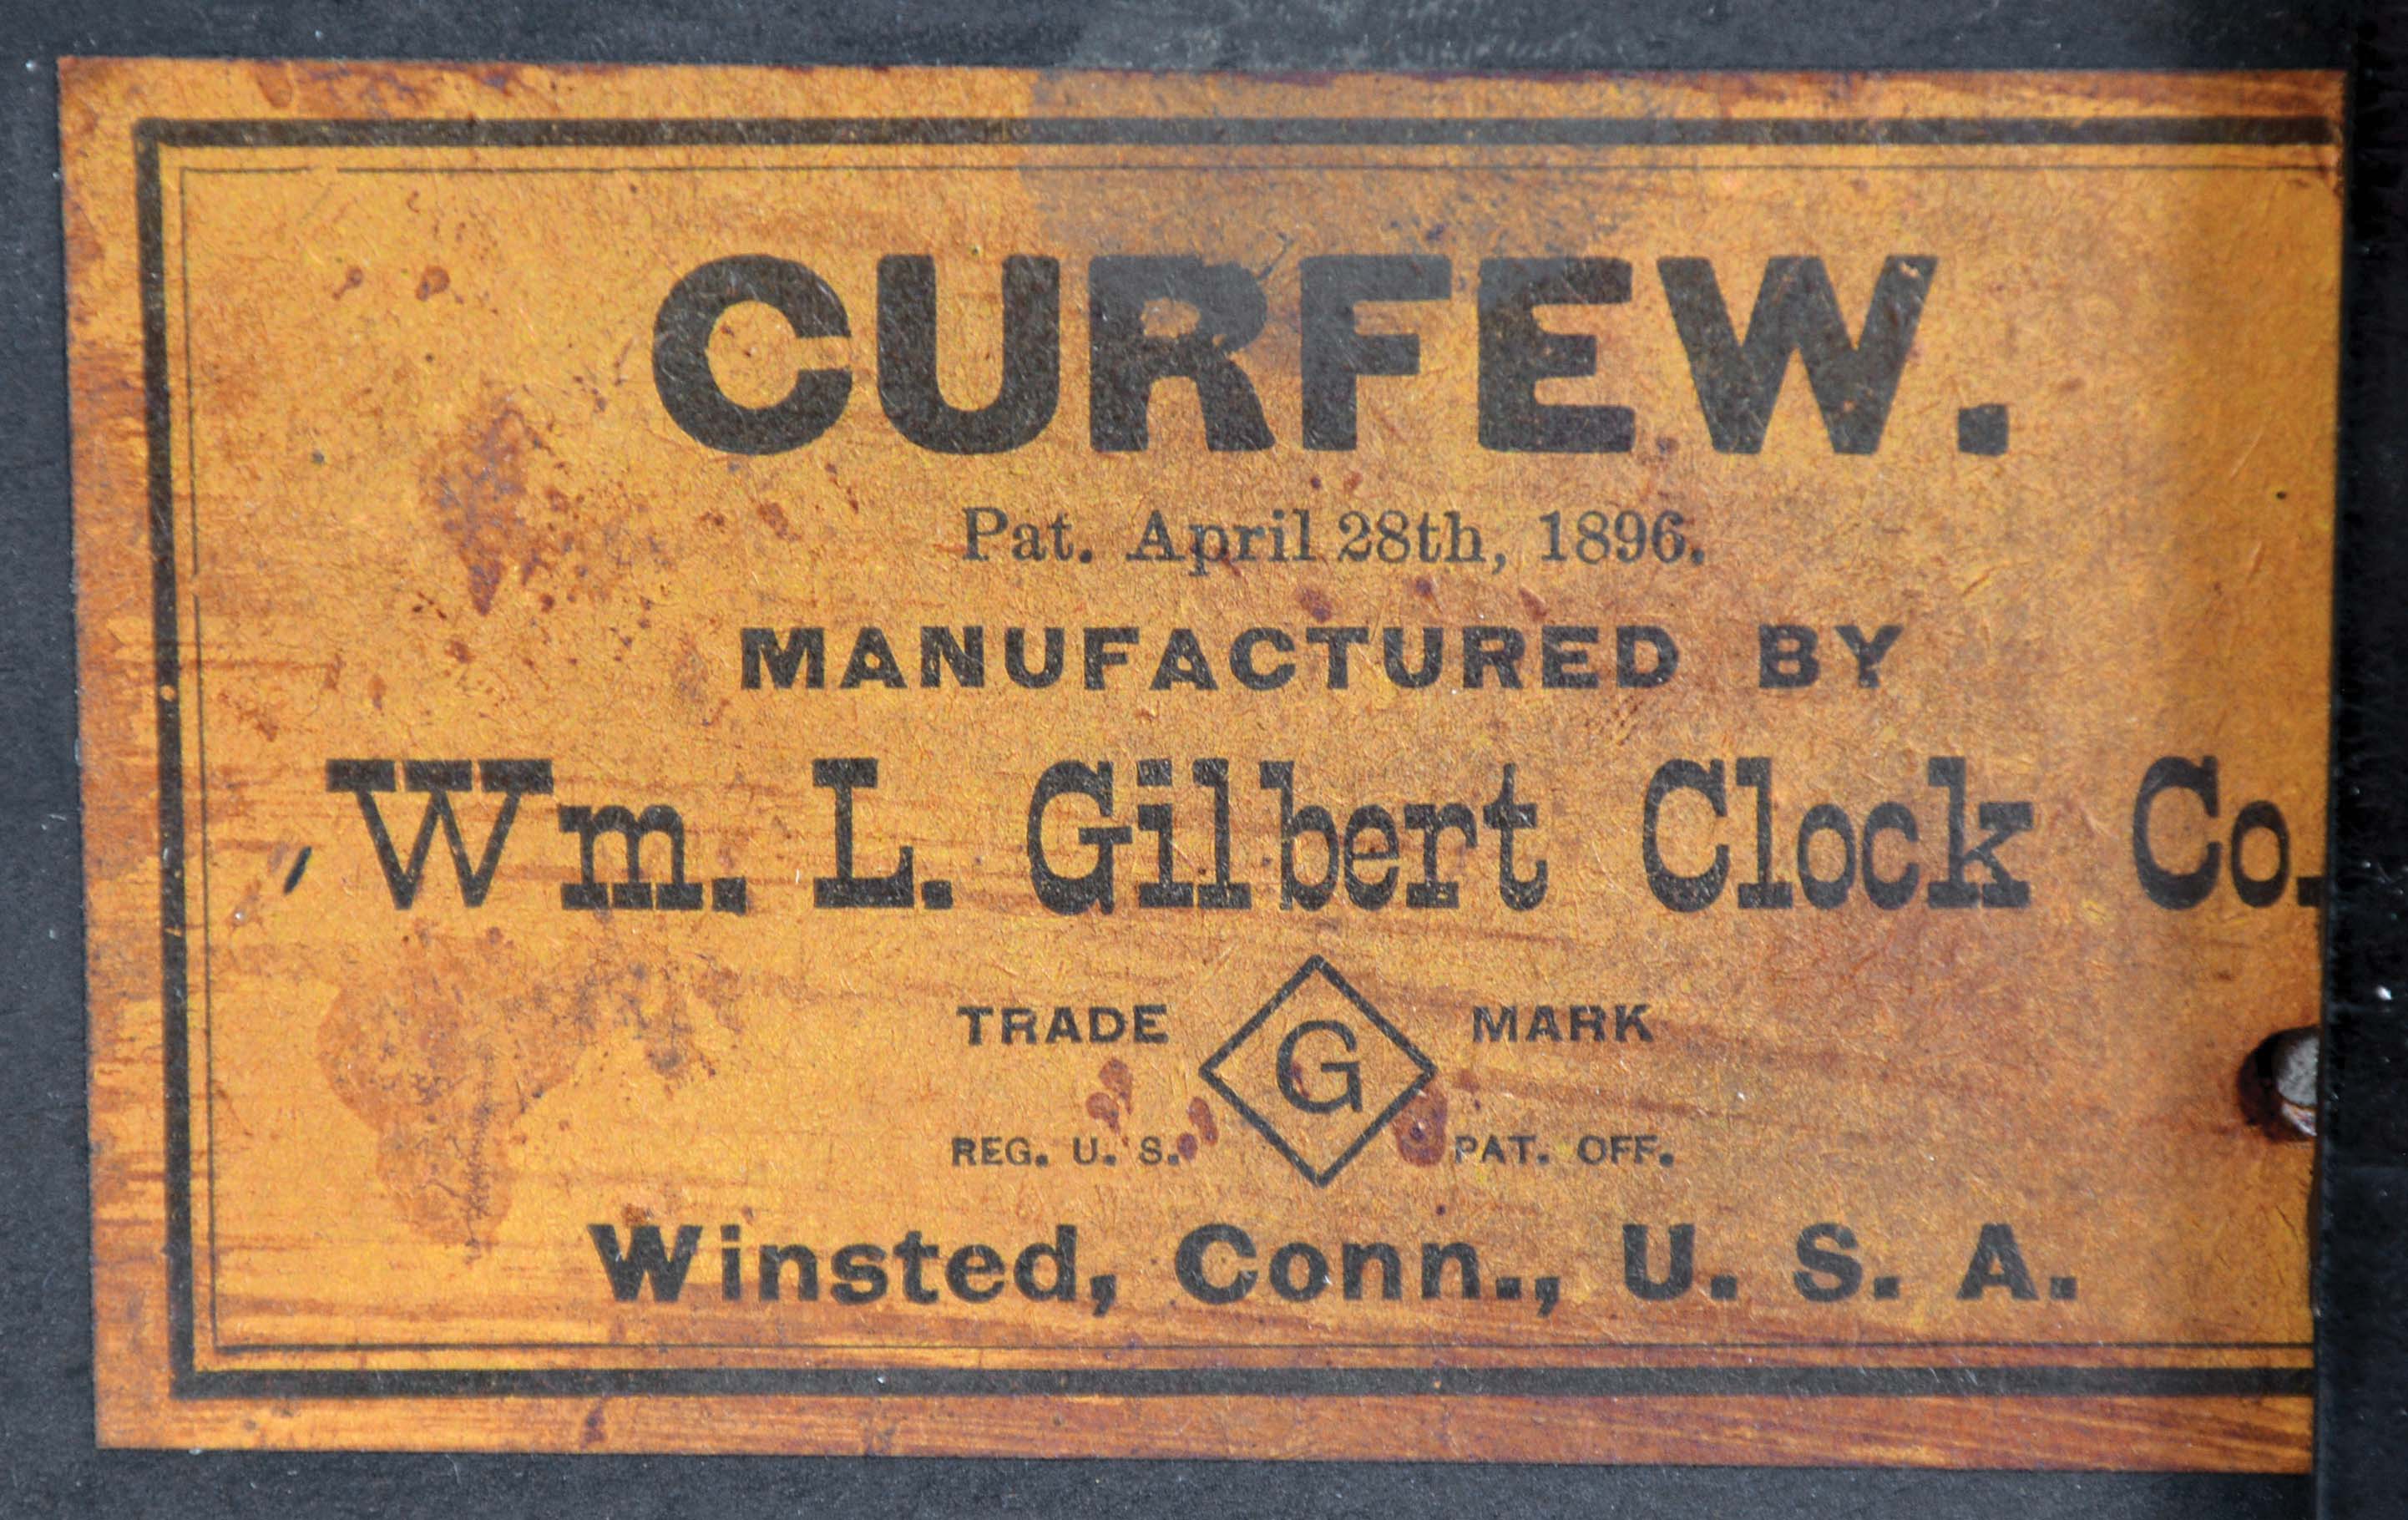 CURFEW.
Pat. April 28th, 1896.
MANUFACTURED BY
Wm. L. Gilbert Clock Co.
TRADE G MARK
REG. U. S. PAT. OFF.
Winsted, Conn., U. S. A.